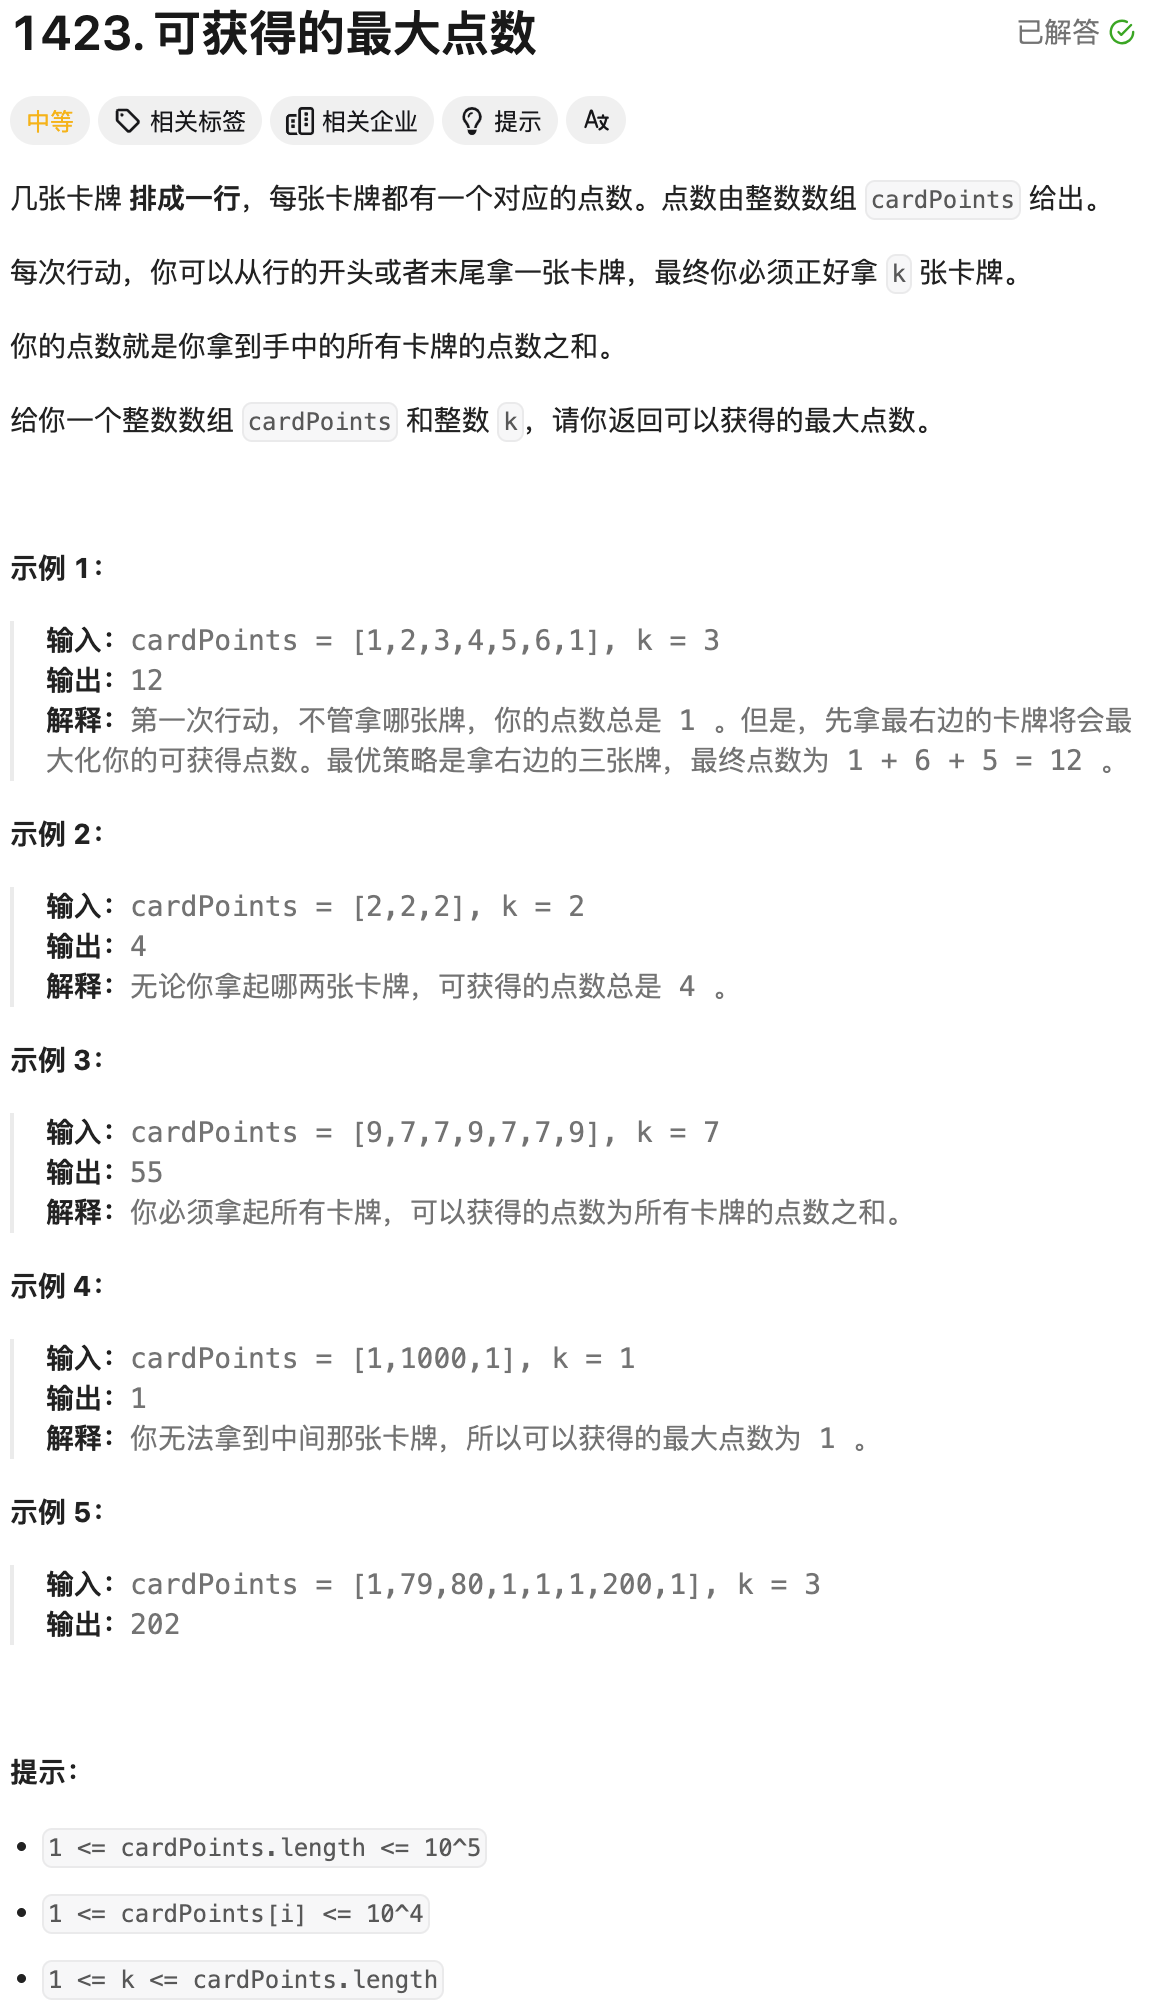 1423. 可获得的最大点数
已解答
中等 相关标签 相关企业 提示 Aあ
几张卡牌 排成一行，每张卡牌都有一个对应的点数。点数由整数数组 cardPoints 给出。
每次行动，你可以从行的开头或者末尾拿一张卡牌，最终你必须正好拿 k 张卡牌。
你的点数就是你拿到手中的所有卡牌的点数之和。
给你一个整数数组 cardPoints 和整数 k，请你返回可以获得的最大点数。
示例 1：
输入：cardPoints = [1,2,3,4,5,6,1], k = 3
输出：12
解释：第一次行动，不管拿哪张牌，你的点数总是 1 。但是，先拿最右边的卡牌将会最
大化你的可获得点数。最优策略是拿右边的三张牌，最终点数为 1 + 6 + 5 = 12 。
示例 2：
输入：cardPoints = [2,2,2], k = 2
输出：4
解释：无论你拿起哪两张卡牌，可获得的点数总是 4 。
示例 3：
输入：cardPoints = [9,7,7,9,7,7,9], k = 7
输出：55
解释：你必须拿起所有卡牌，可以获得的点数为所有卡牌的点数之和。
示例 4：
输入：cardPoints = [1,1000,1], k = 1
输出：1
解释：你无法拿到中间那张卡牌，所以可以获得的最大点数为 1 。
示例 5：
输入：cardPoints = [1,79,80,1,1,1,200,1], k = 3
输出：202
提示：
1 <= cardPoints.length <= 10^5
1 <= cardPoints[i] <= 10^4
1 <= k <= cardPoints.length